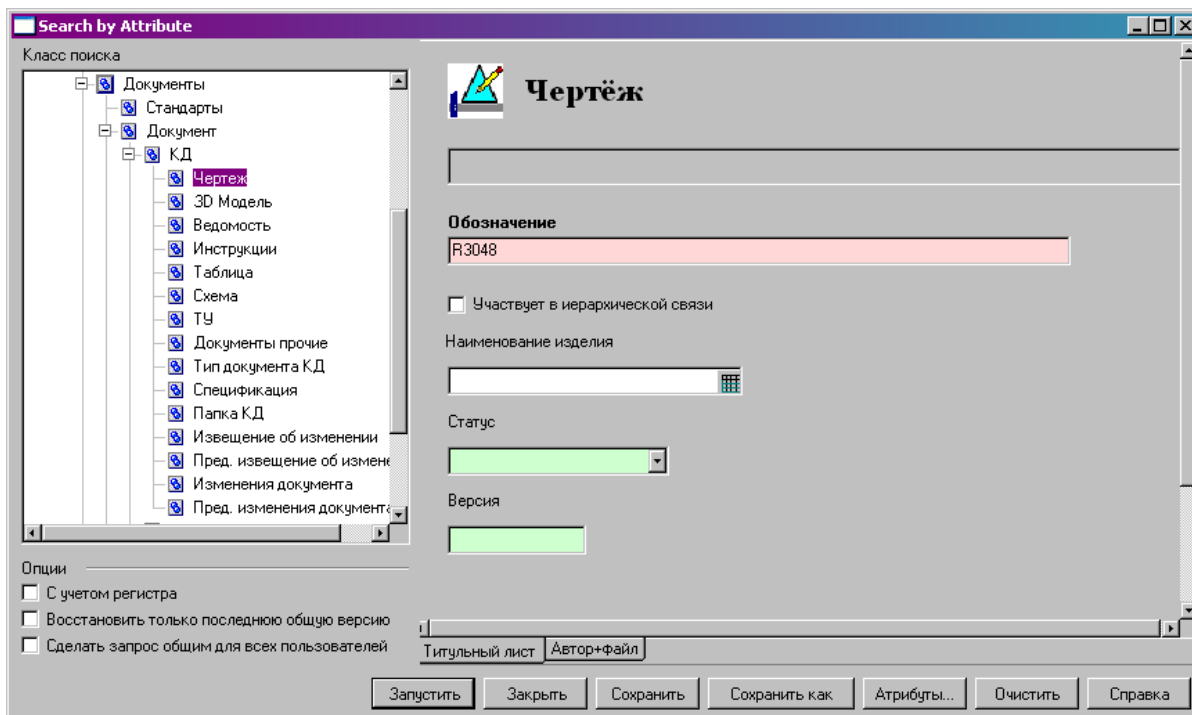 Search by Attribute
Класс поиска
Документы
Стандарты
Документ
КД
Чертеж
3D Модель
Ведомость
Инструкции
Таблица
Схема
ТУ
Документы прочие
Тип документа КД
Спецификация
Папка КД
Извещение об изменении
Пред. извещение об измене
Изменения документа
Пред. изменения документа
Опции
С учетом регистра
Восстановить только последнюю общую версию
Сделать запрос общим для всех пользователей
Чертёж
Обозначение
R3048
Участвует в иерархической связи
Наименование изделия
Статус
Версия
Титульный лист Автор+файл
Запустить Закрыть Сохранить Сохранить как Атрибуты... Очистить Справка